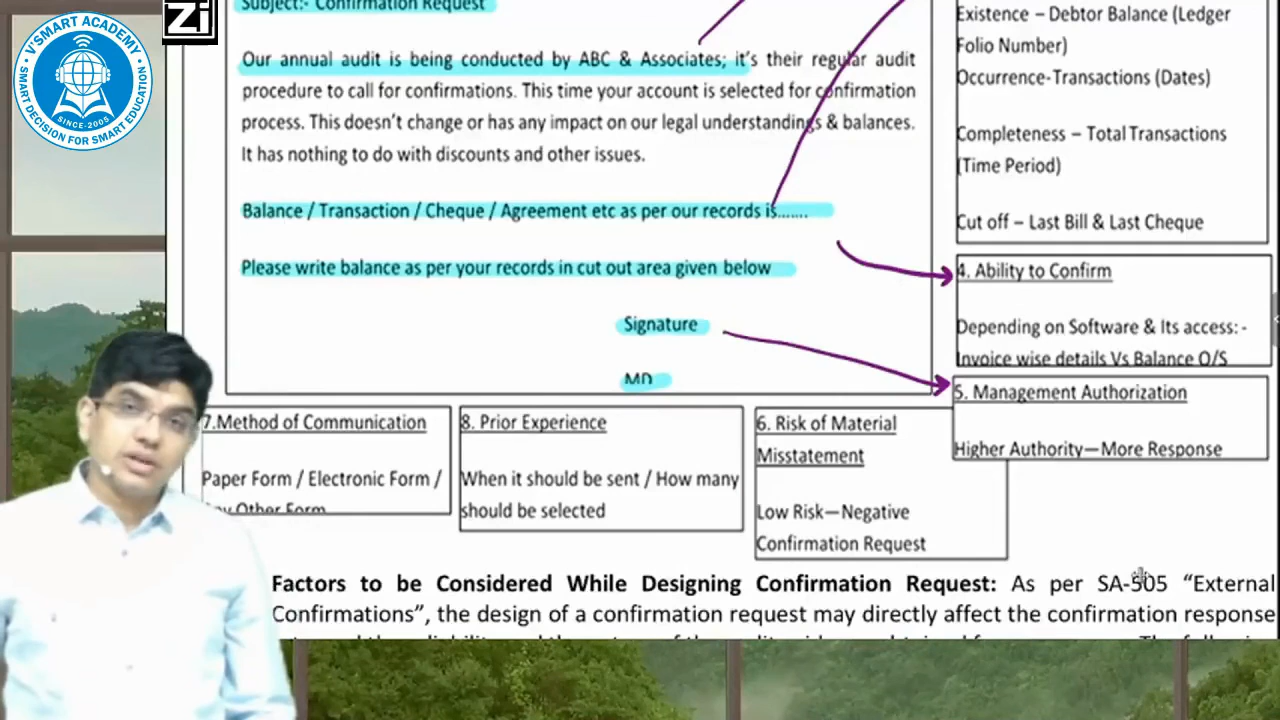 V'SMART ACADEMY
SINCE-2005
SMART DECISION FOR SMART EDUCATION
Zi
Subject:- Confirmation Request
Our annual audit is being conducted by ABC & Associates; it's their regular audit
procedure to call for confirmations. This time your account is selected for confirmation
process. This doesn't change or has any impact on our legal understandings & balances.
It has nothing to do with discounts and other issues.
Balance / Transaction / Cheque / Agreement etc as per our records is.......
Please write balance as per your records in cut out area given below
Signature
MD
Existence – Debtor Balance (Ledger
Folio Number)
Occurrence-Transactions (Dates)
Completeness – Total Transactions
(Time Period)
Cut off – Last Bill & Last Cheque
4. Ability to Confirm
Depending on Software & Its access: -
Invoice wise details Vs Balance O/S
5. Management Authorization
Higher Authority—More Response
7.Method of Communication
Paper Form / Electronic Form /
Any Other Form
8. Prior Experience
When it should be sent / How many
should be selected
6. Risk of Material
Misstatement
Low Risk—Negative
Confirmation Request
Factors to be Considered While Designing Confirmation Request: As per SA-505 “External
Confirmations”, the design of a confirmation request may directly affect the confirmation response